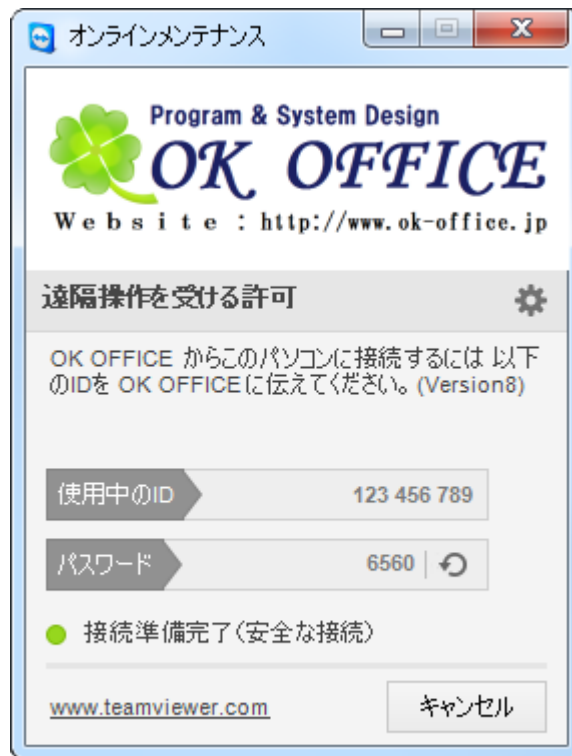 オンラインメンテナンス
Program & System Design
OK OFFICE
Website : http://www.ok-office.jp
遠隔操作を受ける許可
OK OFFICE からこのパソコンに接続するには 以下
のIDを OK OFFICEに伝えてください。(Version8)
使用中のID 123 456 789
パスワード 6560
接続準備完了(安全な接続)
www.teamviewer.com キャンセル